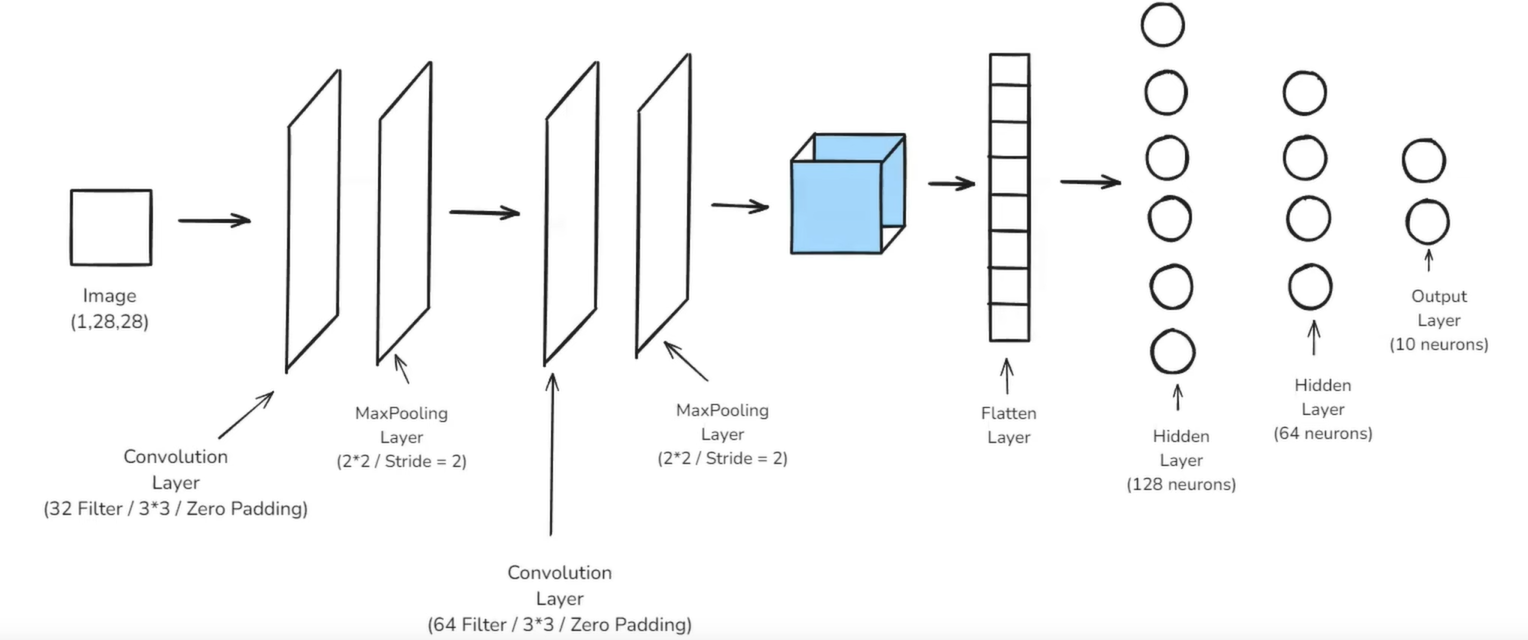 Image
(1,28,28)
Convolution
Layer
(32 Filter / 3*3 / Zero Padding)
MaxPooling
Layer
(2*2 / Stride = 2)
Convolution
Layer
(64 Filter / 3*3 / Zero Padding)
MaxPooling
Layer
(2*2 / Stride = 2)
Flatten
Layer
Hidden
Layer
(128 neurons)
Hidden
Layer
(64 neurons)
Output
Layer
(10 neurons)